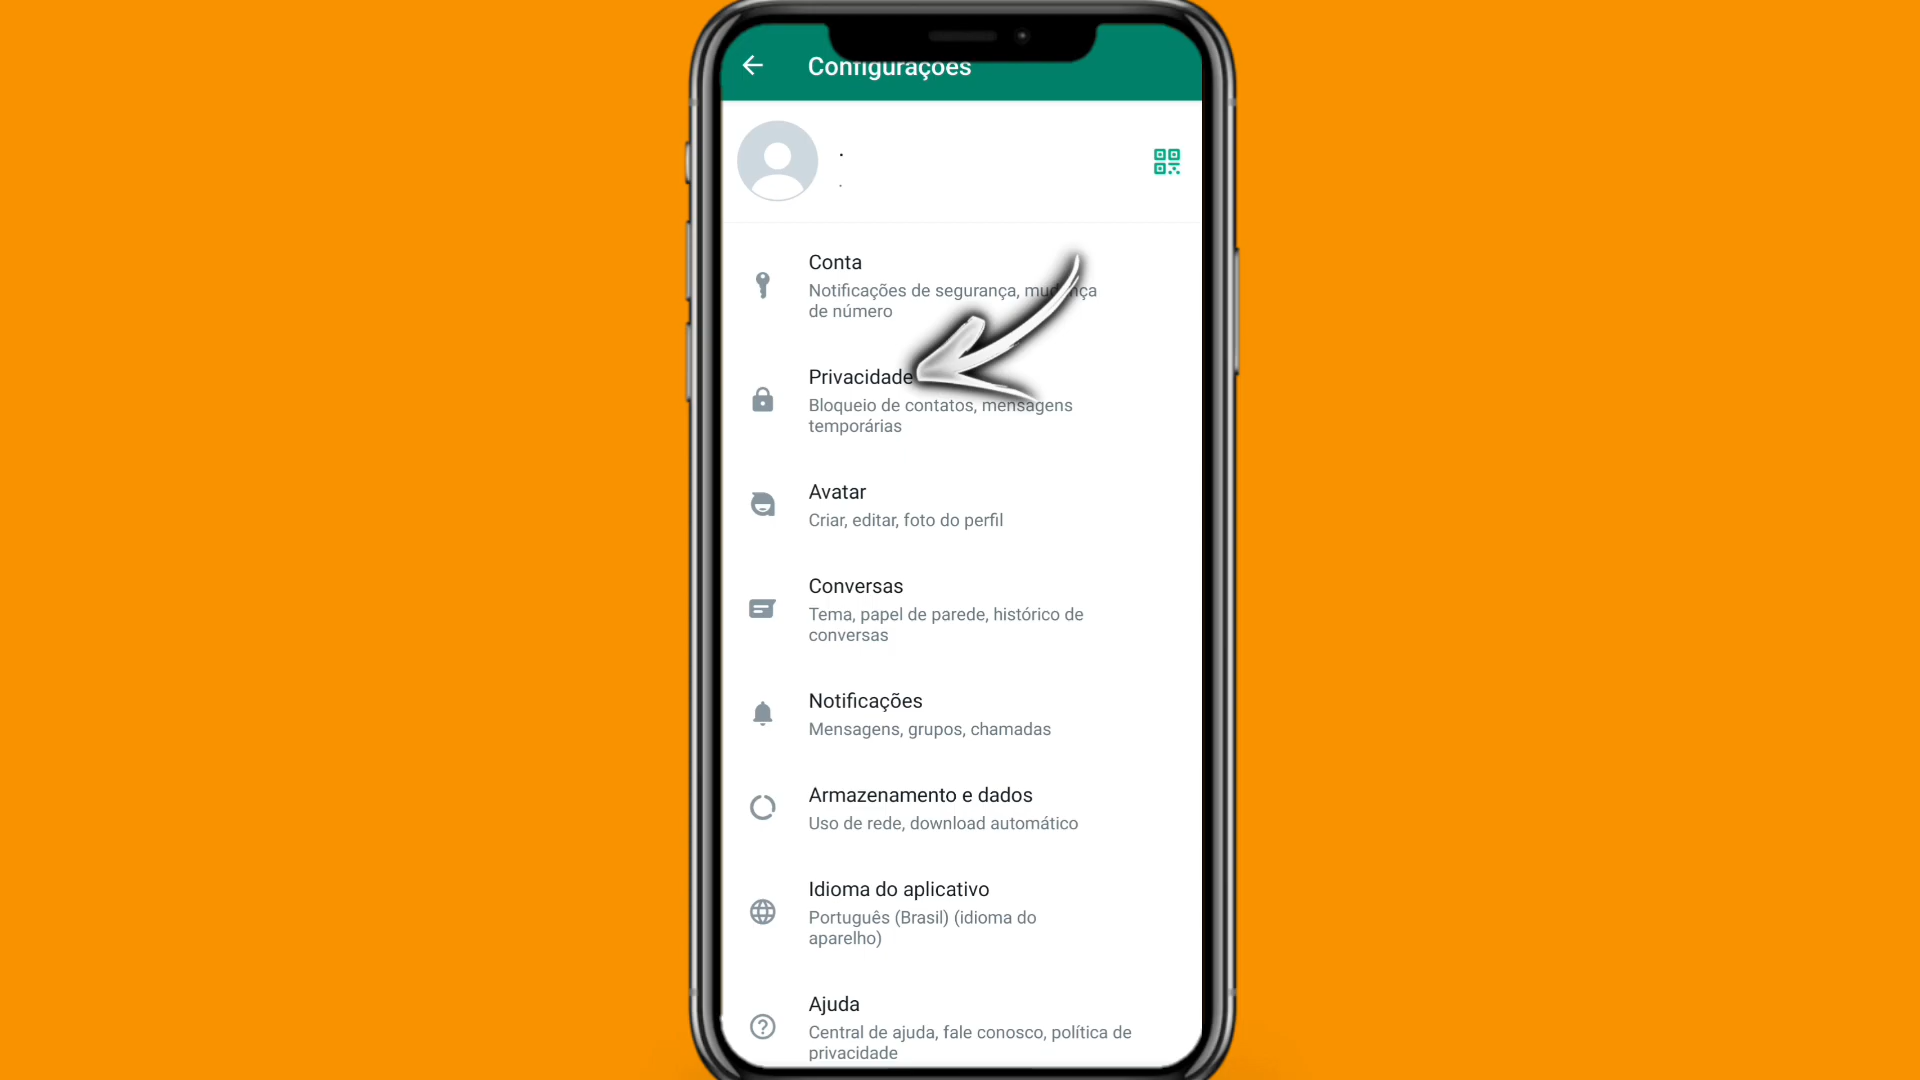 Configurações
.
.
Conta
Notificações de segurança, mudança
de número
Privacidade
Bloqueio de contatos, mensagens
temporárias
Avatar
Criar, editar, foto do perfil
Conversas
Tema, papel de parede, histórico de
conversas
Notificações
Mensagens, grupos, chamadas
Armazenamento e dados
Uso de rede, download automático
Idioma do aplicativo
Português (Brasil) (idioma do
aparelho)
Ajuda
Central de ajuda, fale conosco, política de
privacidade